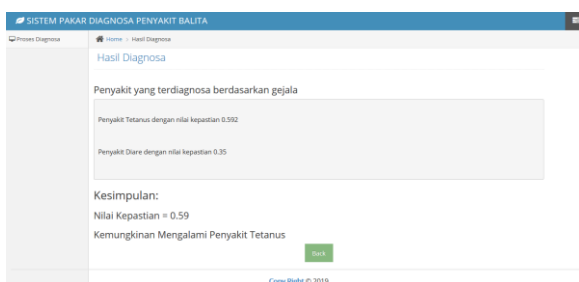 SISTEM PAKAR DIAGNOSA PENYAKIT BALITA
Proses Diagnosa
Home > Hasil Diagnosa
Hasil Diagnosa
Penyakit yang terdiagnosa berdasarkan gejala
Penyakit Tetanus dengan nilai kepastian 0.592
Penyakit Diare dengan nilai kepastian 0.35
Kesimpulan:
Nilai Kepastian = 0.59
Kemungkinan Mengalami Penyakit Tetanus
Back
Copy Right © 2019